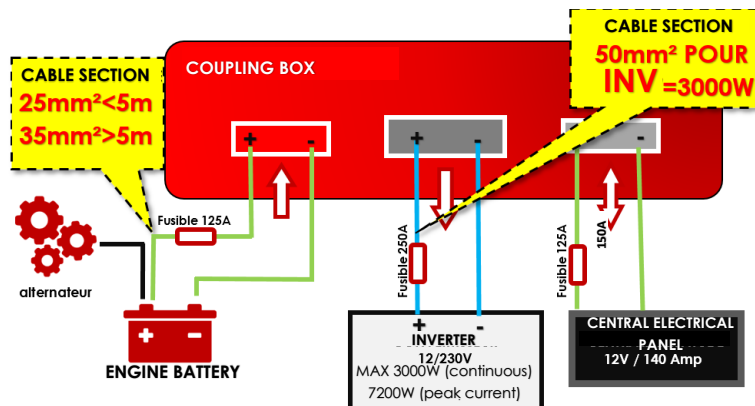 CABLE SECTION
25mm²<5m
35mm²>5m
COUPLING BOX
CABLE SECTION
50mm² POUR
INV =3000W
+ -
+ -
+ -
Fusible 125A
Fusible 250A
Fusible 125A
150A
alternateur
+ -
ENGINE BATTERY
+ -
INVERTER
12/230V
MAX 3000W (continuous)
7200W (peak current)
CENTRAL ELECTRICAL
PANEL
12V / 140 Amp